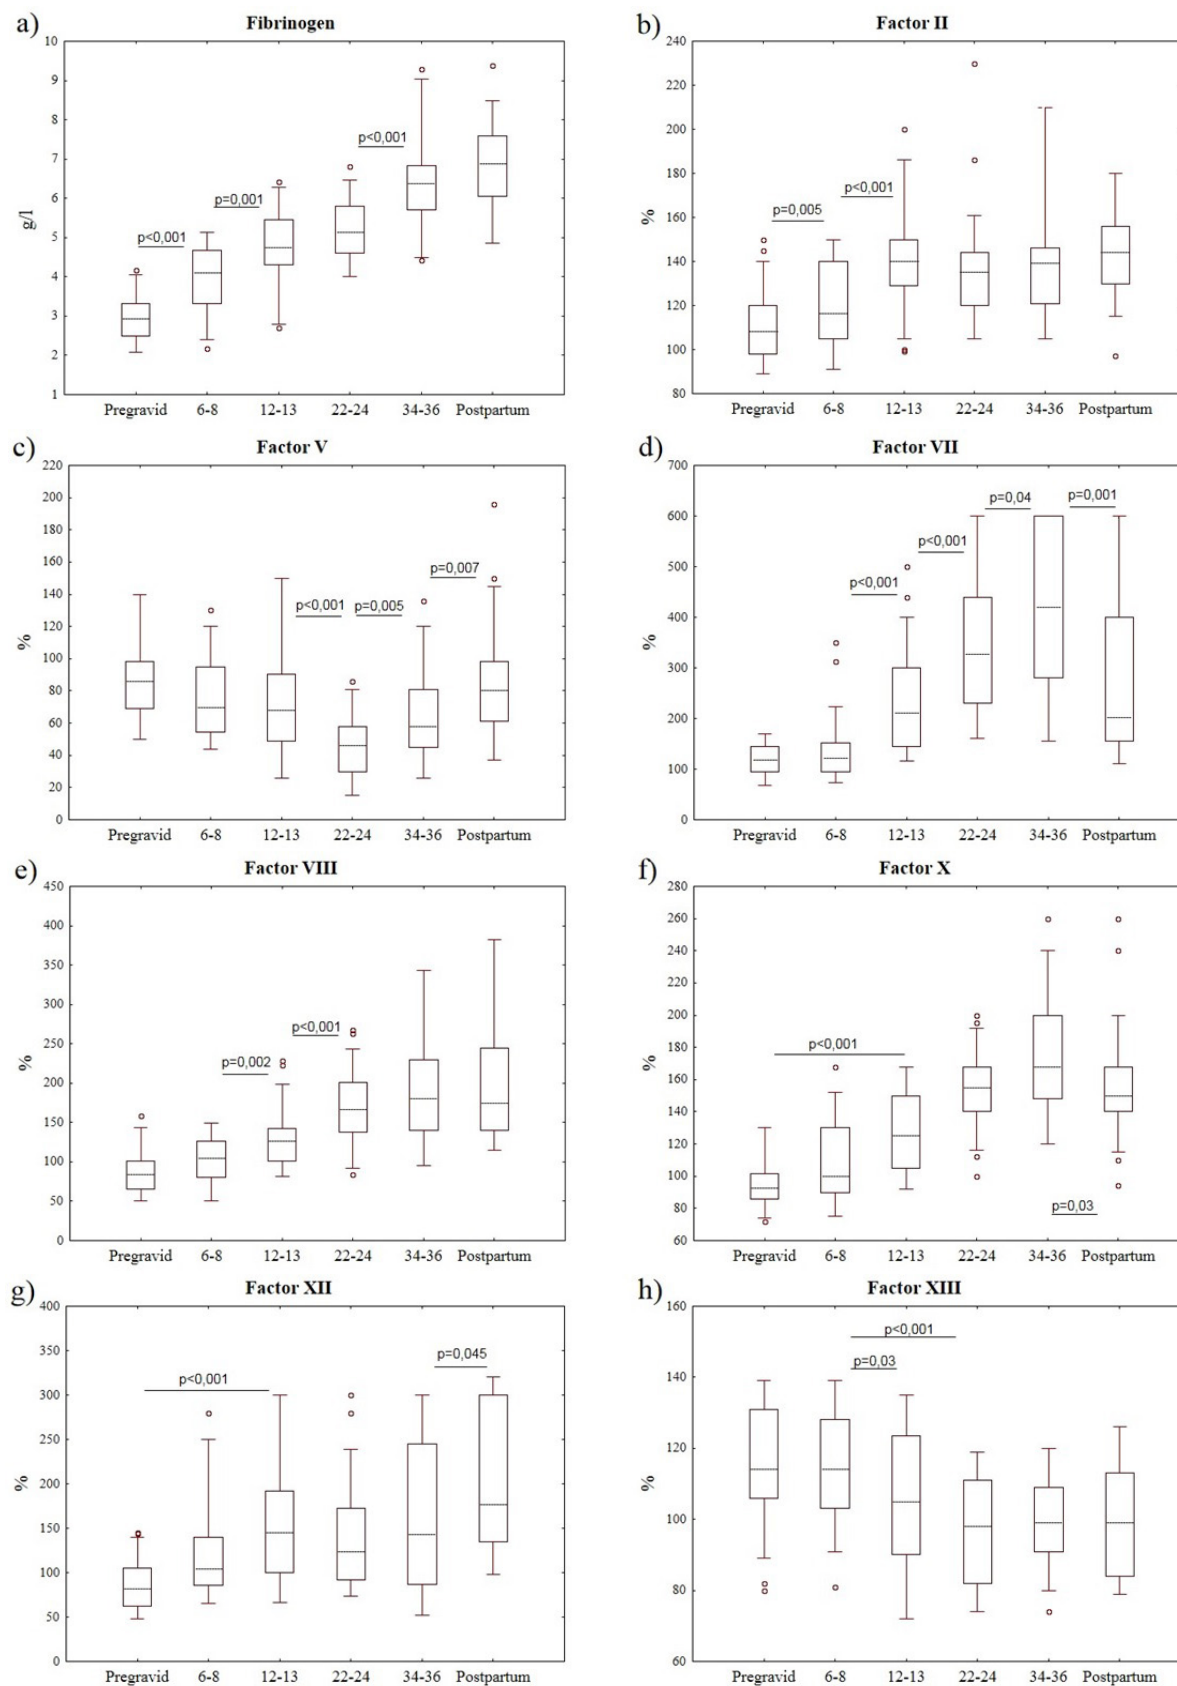 a) Fibrinogen
10
9
8
7
6
5
4
3
2
1
g/l
p<0,001
p=0,001
p<0,001
Pregravid 6-8 12-13 22-24 34-36 Postpartum
b) Factor II
240
220
200
180
160
140
120
100
80
%
p=0,005
p<0,001
Pregravid 6-8 12-13 22-24 34-36 Postpartum
c) Factor V
220
200
180
160
140
120
100
80
60
40
20
0
%
p<0,001
p=0,005
p=0,007
Pregravid 6-8 12-13 22-24 34-36 Postpartum
d) Factor VII
700
600
500
400
300
200
100
0
%
p<0,001
p<0,001
p=0,04
p=0,001
Pregravid 6-8 12-13 22-24 34-36 Postpartum
e) Factor VIII
450
400
350
300
250
200
150
100
50
0
%
p=0,002
p<0,001
Pregravid 6-8 12-13 22-24 34-36 Postpartum
f) Factor X
280
260
240
220
200
180
160
140
120
100
80
60
%
p<0,001
p=0,03
Pregravid 6-8 12-13 22-24 34-36 Postpartum
g) Factor XII
400
350
300
250
200
150
100
50
0
%
p<0,001
p=0,045
Pregravid 6-8 12-13 22-24 34-36 Postpartum
h) Factor XIII
160
140
120
100
80
60
%
p<0,001
p=0,03
Pregravid 6-8 12-13 22-24 34-36 Postpartum